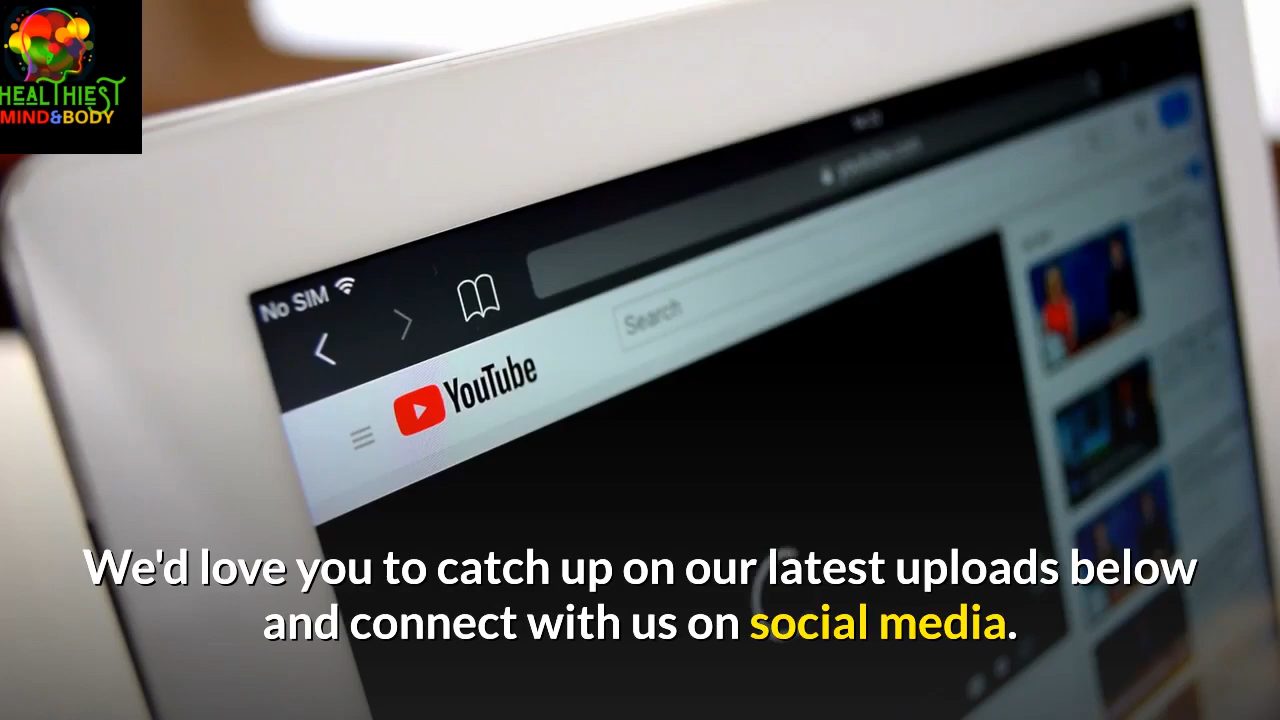 HEALTHIEST
MIND&BODY
No SIM
Search
YouTube
We'd love you to catch up on our latest uploads below
and connect with us on social media.